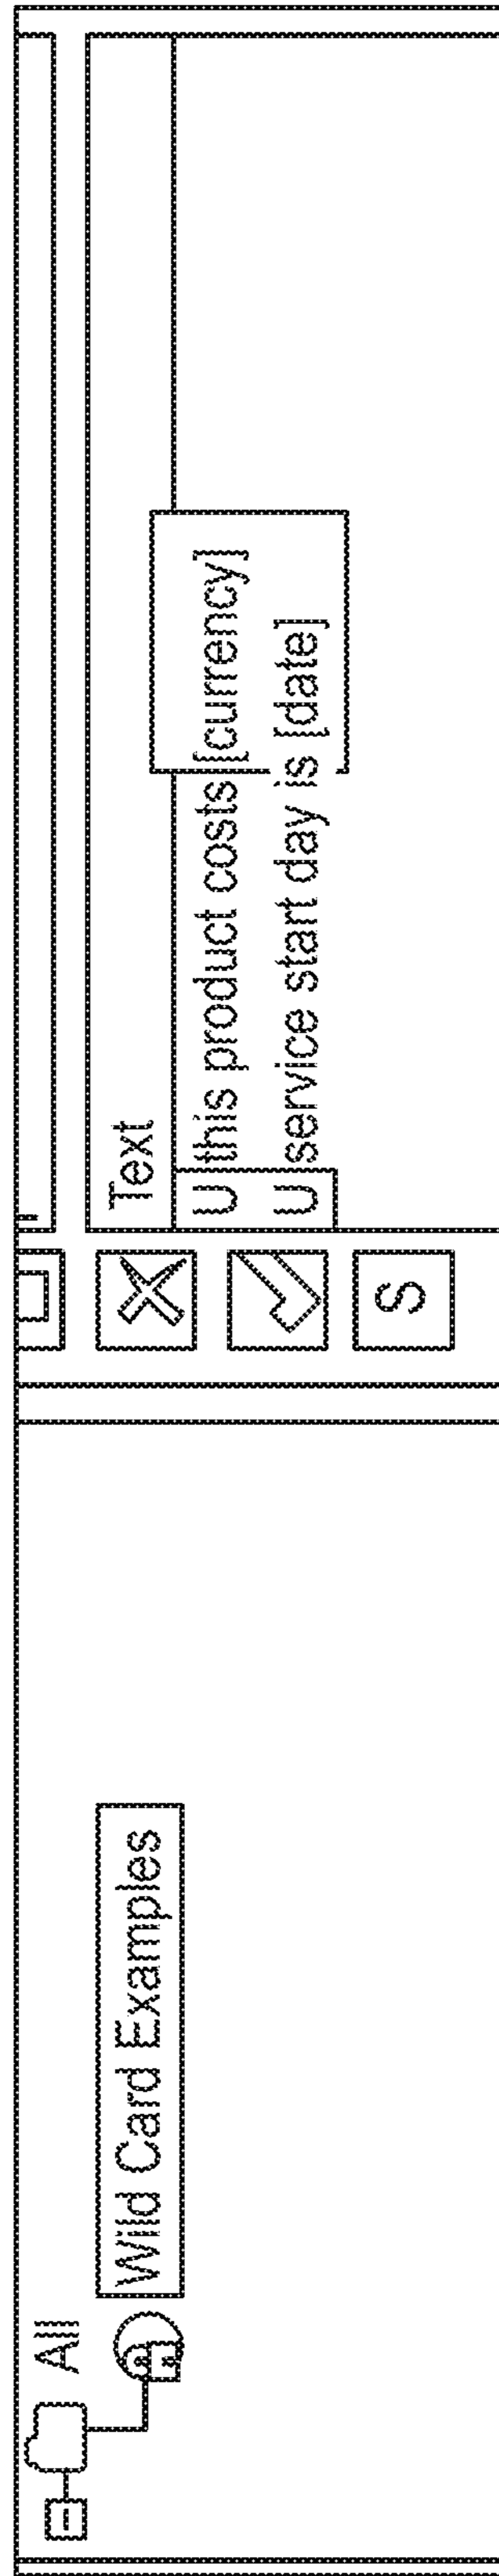 All
Wild Card Examples
S
Text
U this product costs [currency]
U service start day is [date]